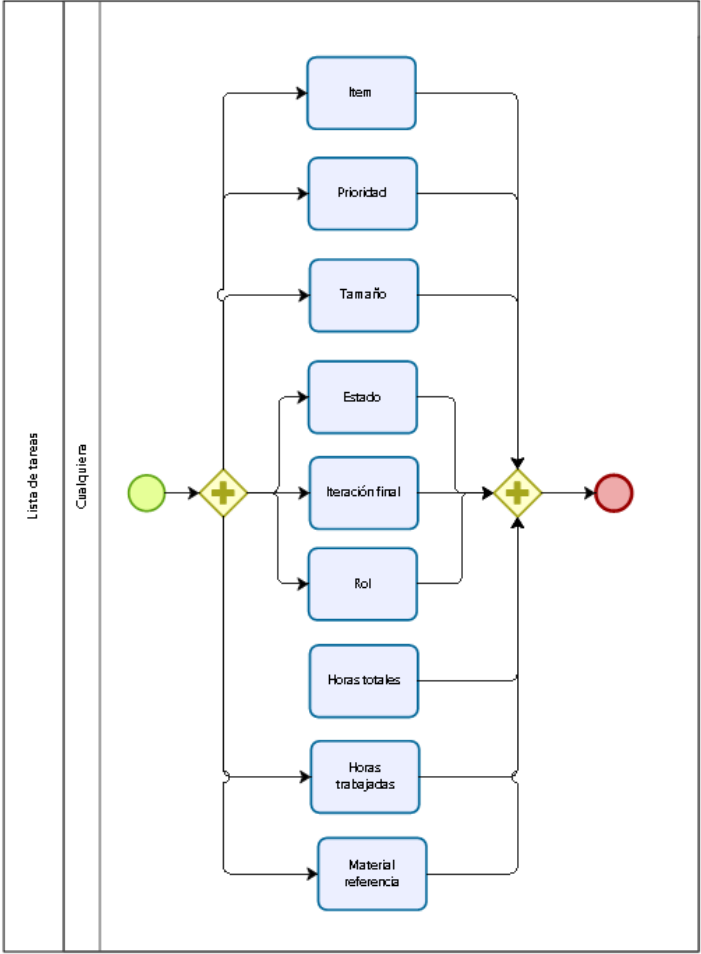 Lista de tareas
Cualquiera
Item
Prioridad
Tamaño
Estado
Iteración final
Rol
Horas totales
Horas
trabajadas
Material
referencia